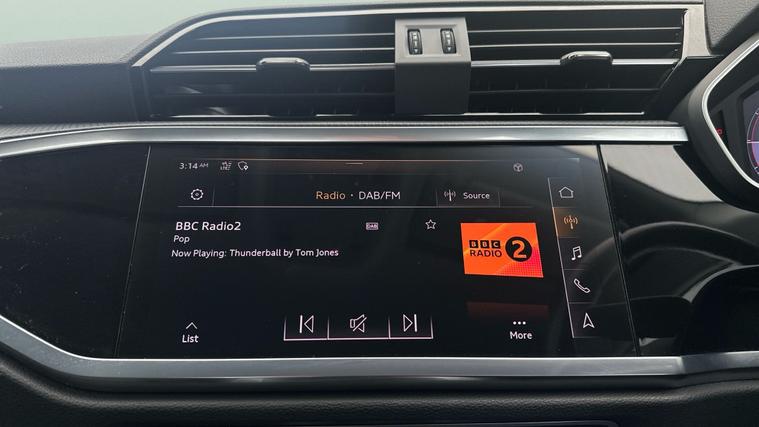 3:14 AM
Radio · DAB/FM
Source
BBC Radio2
DAB
Pop
Now Playing: Thunderball by Tom Jones
BBC
RADIO 2
List
More